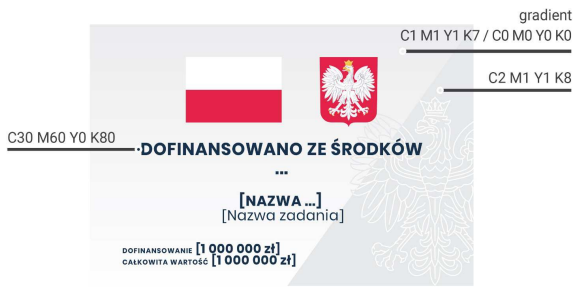 gradient
C1 M1 Y1 K7 / C0 M0 Y0 K0
C2 M1 Y1 K8
C30 M60 Y0 K80
DOFINANSOWANO ZE ŚRODKÓW
...
[NAZWA ...]
[Nazwa zadania]
DOFINANSOWANIE [1 000 000 zł]
CAŁKOWITA WARTOŚĆ [1 000 000 zł]